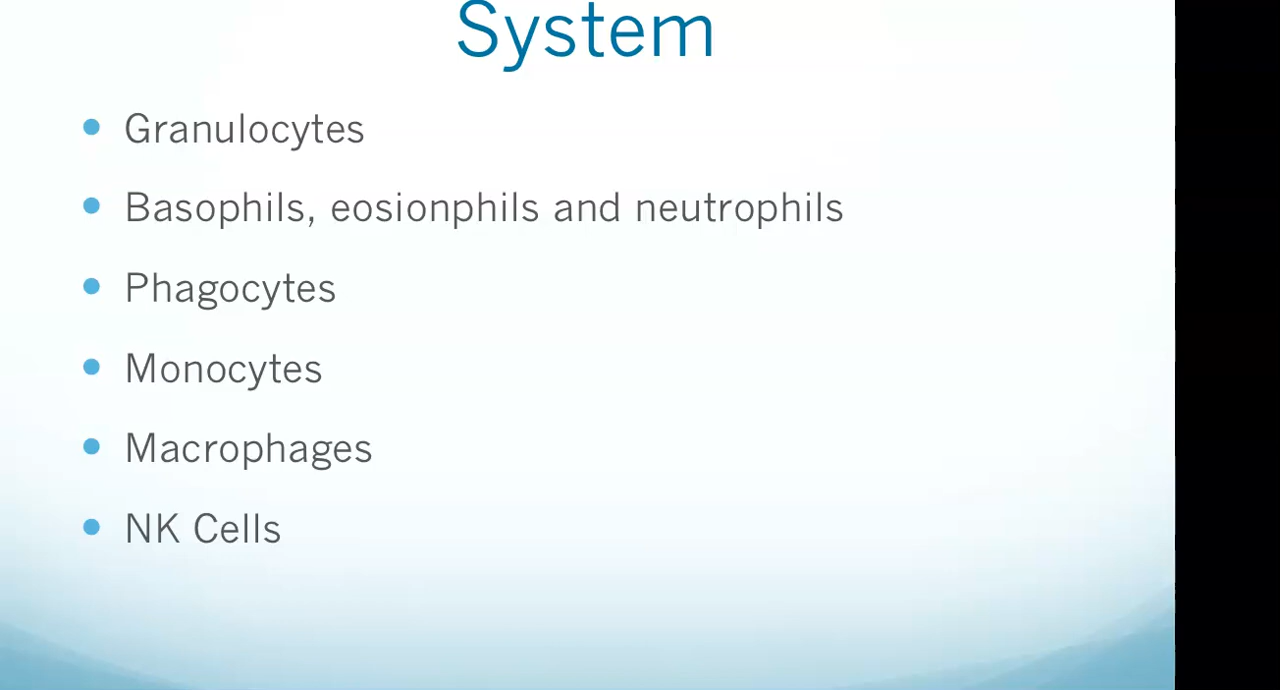 System
Granulocytes
Basophils, eosionphils and neutrophils
Phagocytes
Monocytes
Macrophages
NK Cells